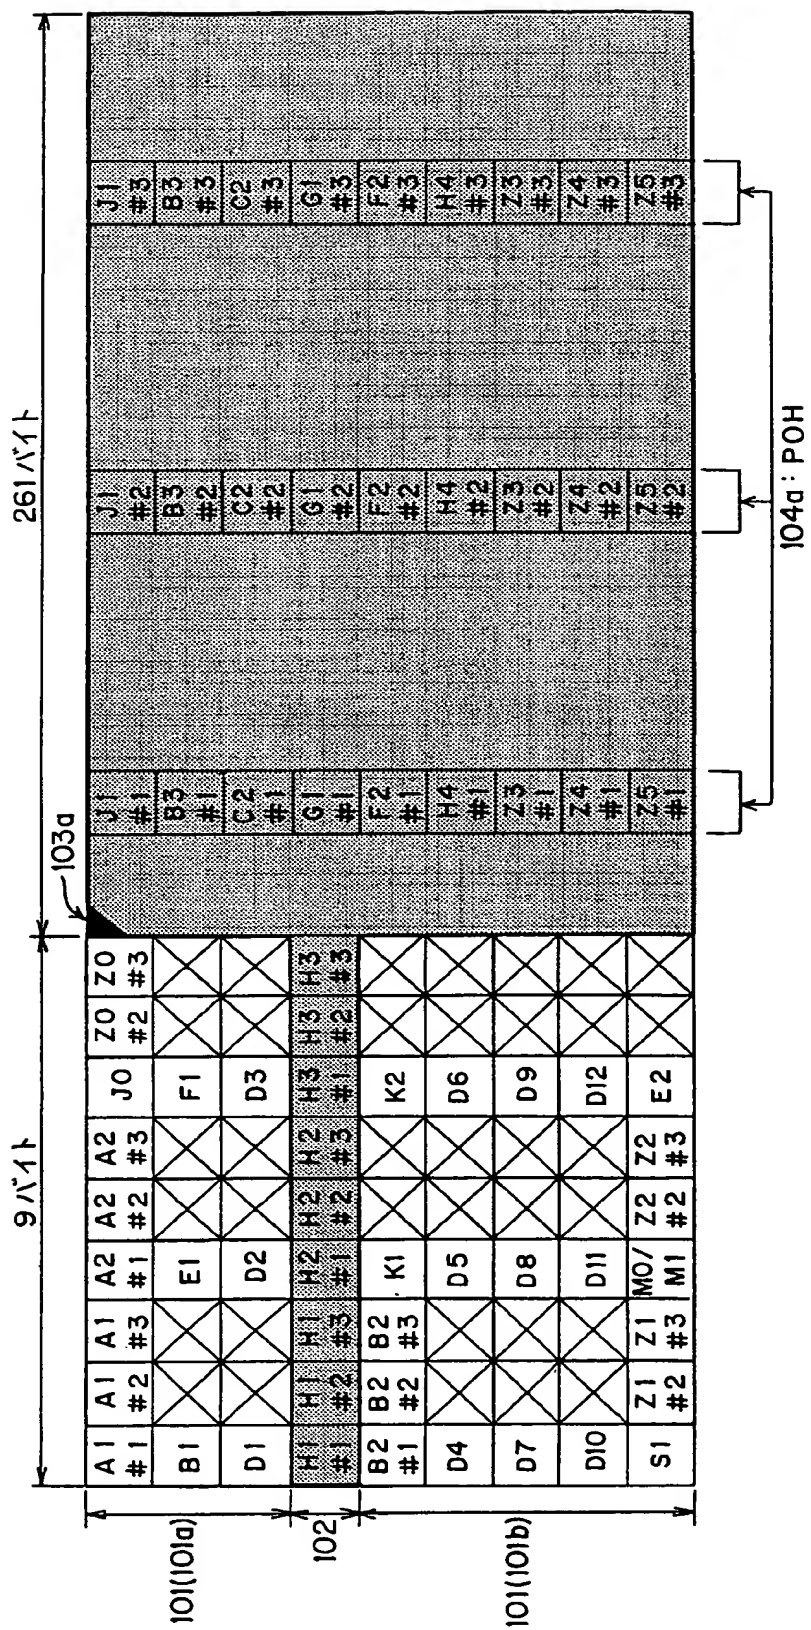 9バイト
261バイト
103a
101(101a)
102
101(101b)
A1 #1 A1 #2 A1 #3 A2 #1 A2 #2 A2 #3 J0 Z0 #2 Z0 #3 J1 #1 J1 #2 J1 #3
B1 E1 F1 B3 #1 B3 #2 B3 #3
D1 D2 D3 C2 #1 C2 #2 C2 #3
H1 #1 H1 #2 H1 #3 H2 #1 H2 #2 H2 #3 H3 #1 H3 #2 H3 #3 G1 #1 G1 #2 G1 #3
B2 #1 B2 #2 B2 #3 K1 K2 F2 #1 F2 #2 F2 #3
D4 D5 D6 H4 #1 H4 #2 H4 #3
D7 D8 D9 Z3 #1 Z3 #2 Z3 #3
D10 D11 D12 Z4 #1 Z4 #2 Z4 #3
S1 Z1 #2 Z1 #3 M0/M1 Z2 #2 Z2 #3 E2 Z5 #1 Z5 #2 Z5 #3
104a: POH